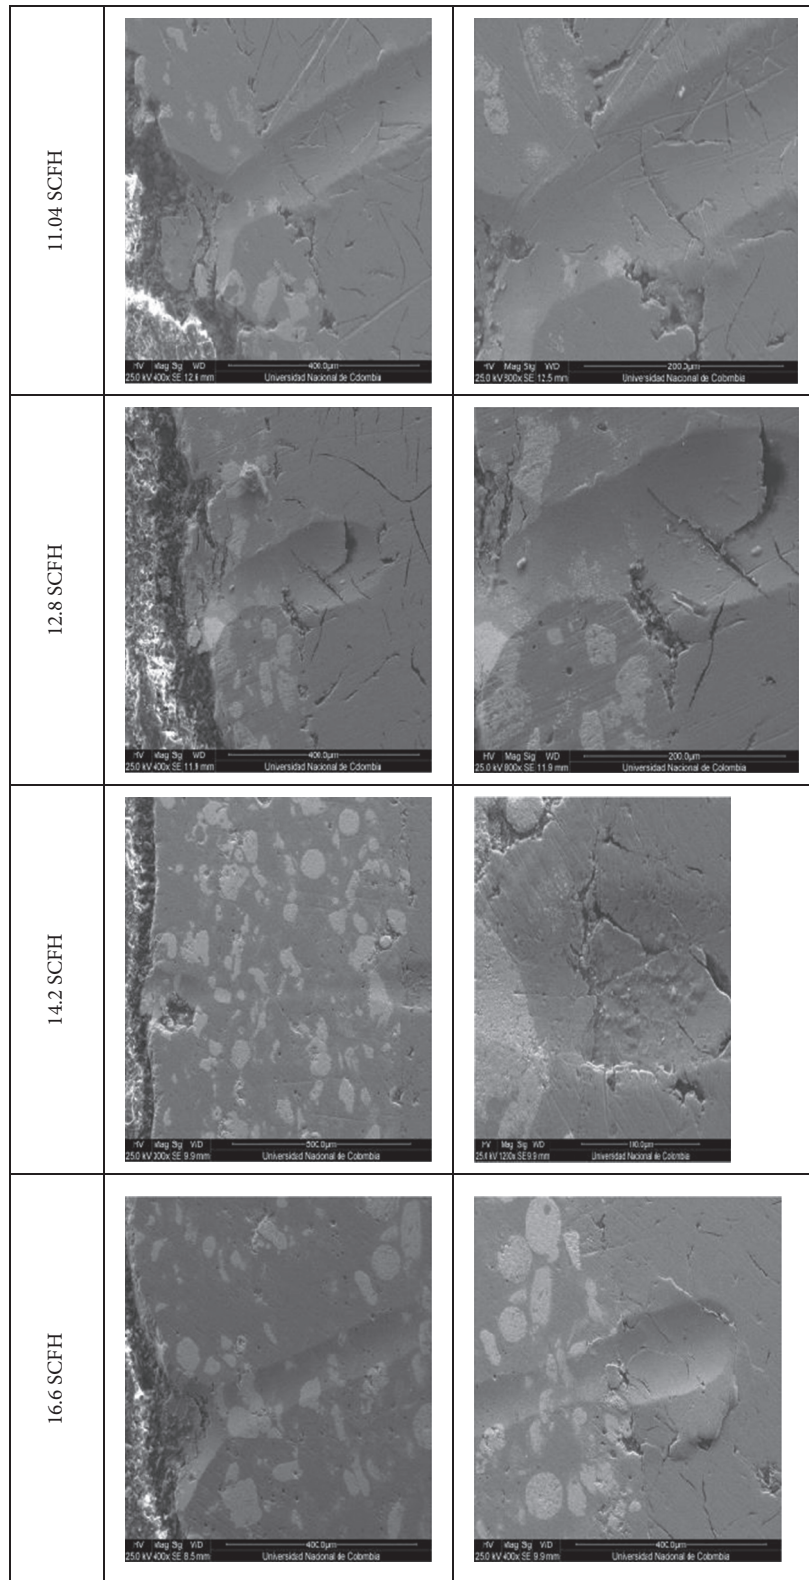 11.04 SCFH
HV Mag Sig WD 400.0µm
25.0 kV 400x SE 12.6 mm Universidad Nacional de Colombia
HV Mag Sig WD 200.0µm
25.0 kV 800x SE 12.5 mm Universidad Nacional de Colombia
12.8 SCFH
HV Mag Sig WD 400.0µm
25.0 kV 400x SE 11.9 mm Universidad Nacional de Colombia
HV Mag Sig WD 200.0µm
25.0 kV 800x SE 11.9 mm Universidad Nacional de Colombia
14.2 SCFH
HV Mag Sig WD 500.0µm
25.0 kV 300x SE 9.9 mm Universidad Nacional de Colombia
HV Mag Sig WD
SE 9.9 mm Universidad Nacional de Colombia
16.6 SCFH
HV Mag Sig WD 400.0µm
25.0 kV 400x SE 8.5 mm Universidad Nacional de Colombia
HV Mag Sig WD 400.0µm
25.0 kV 400x SE 9.9 mm Universidad Nacional de Colombia